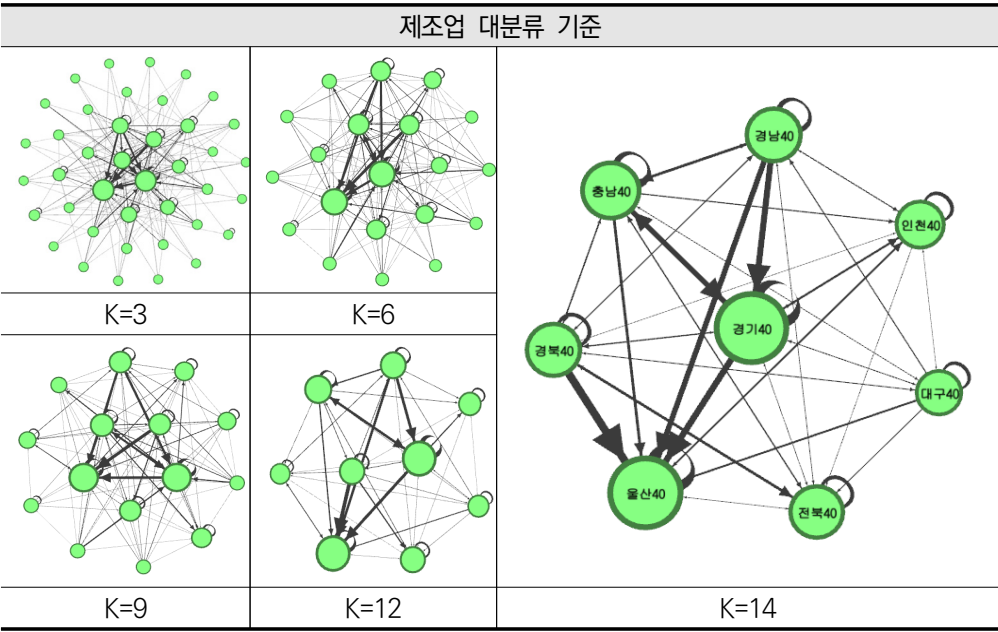 제조업 대분류 기준
K=3
K=6
K=9
K=12
경남40
충남40
인천40
경기40
경북40
대구40
울산40
전북40
K=14